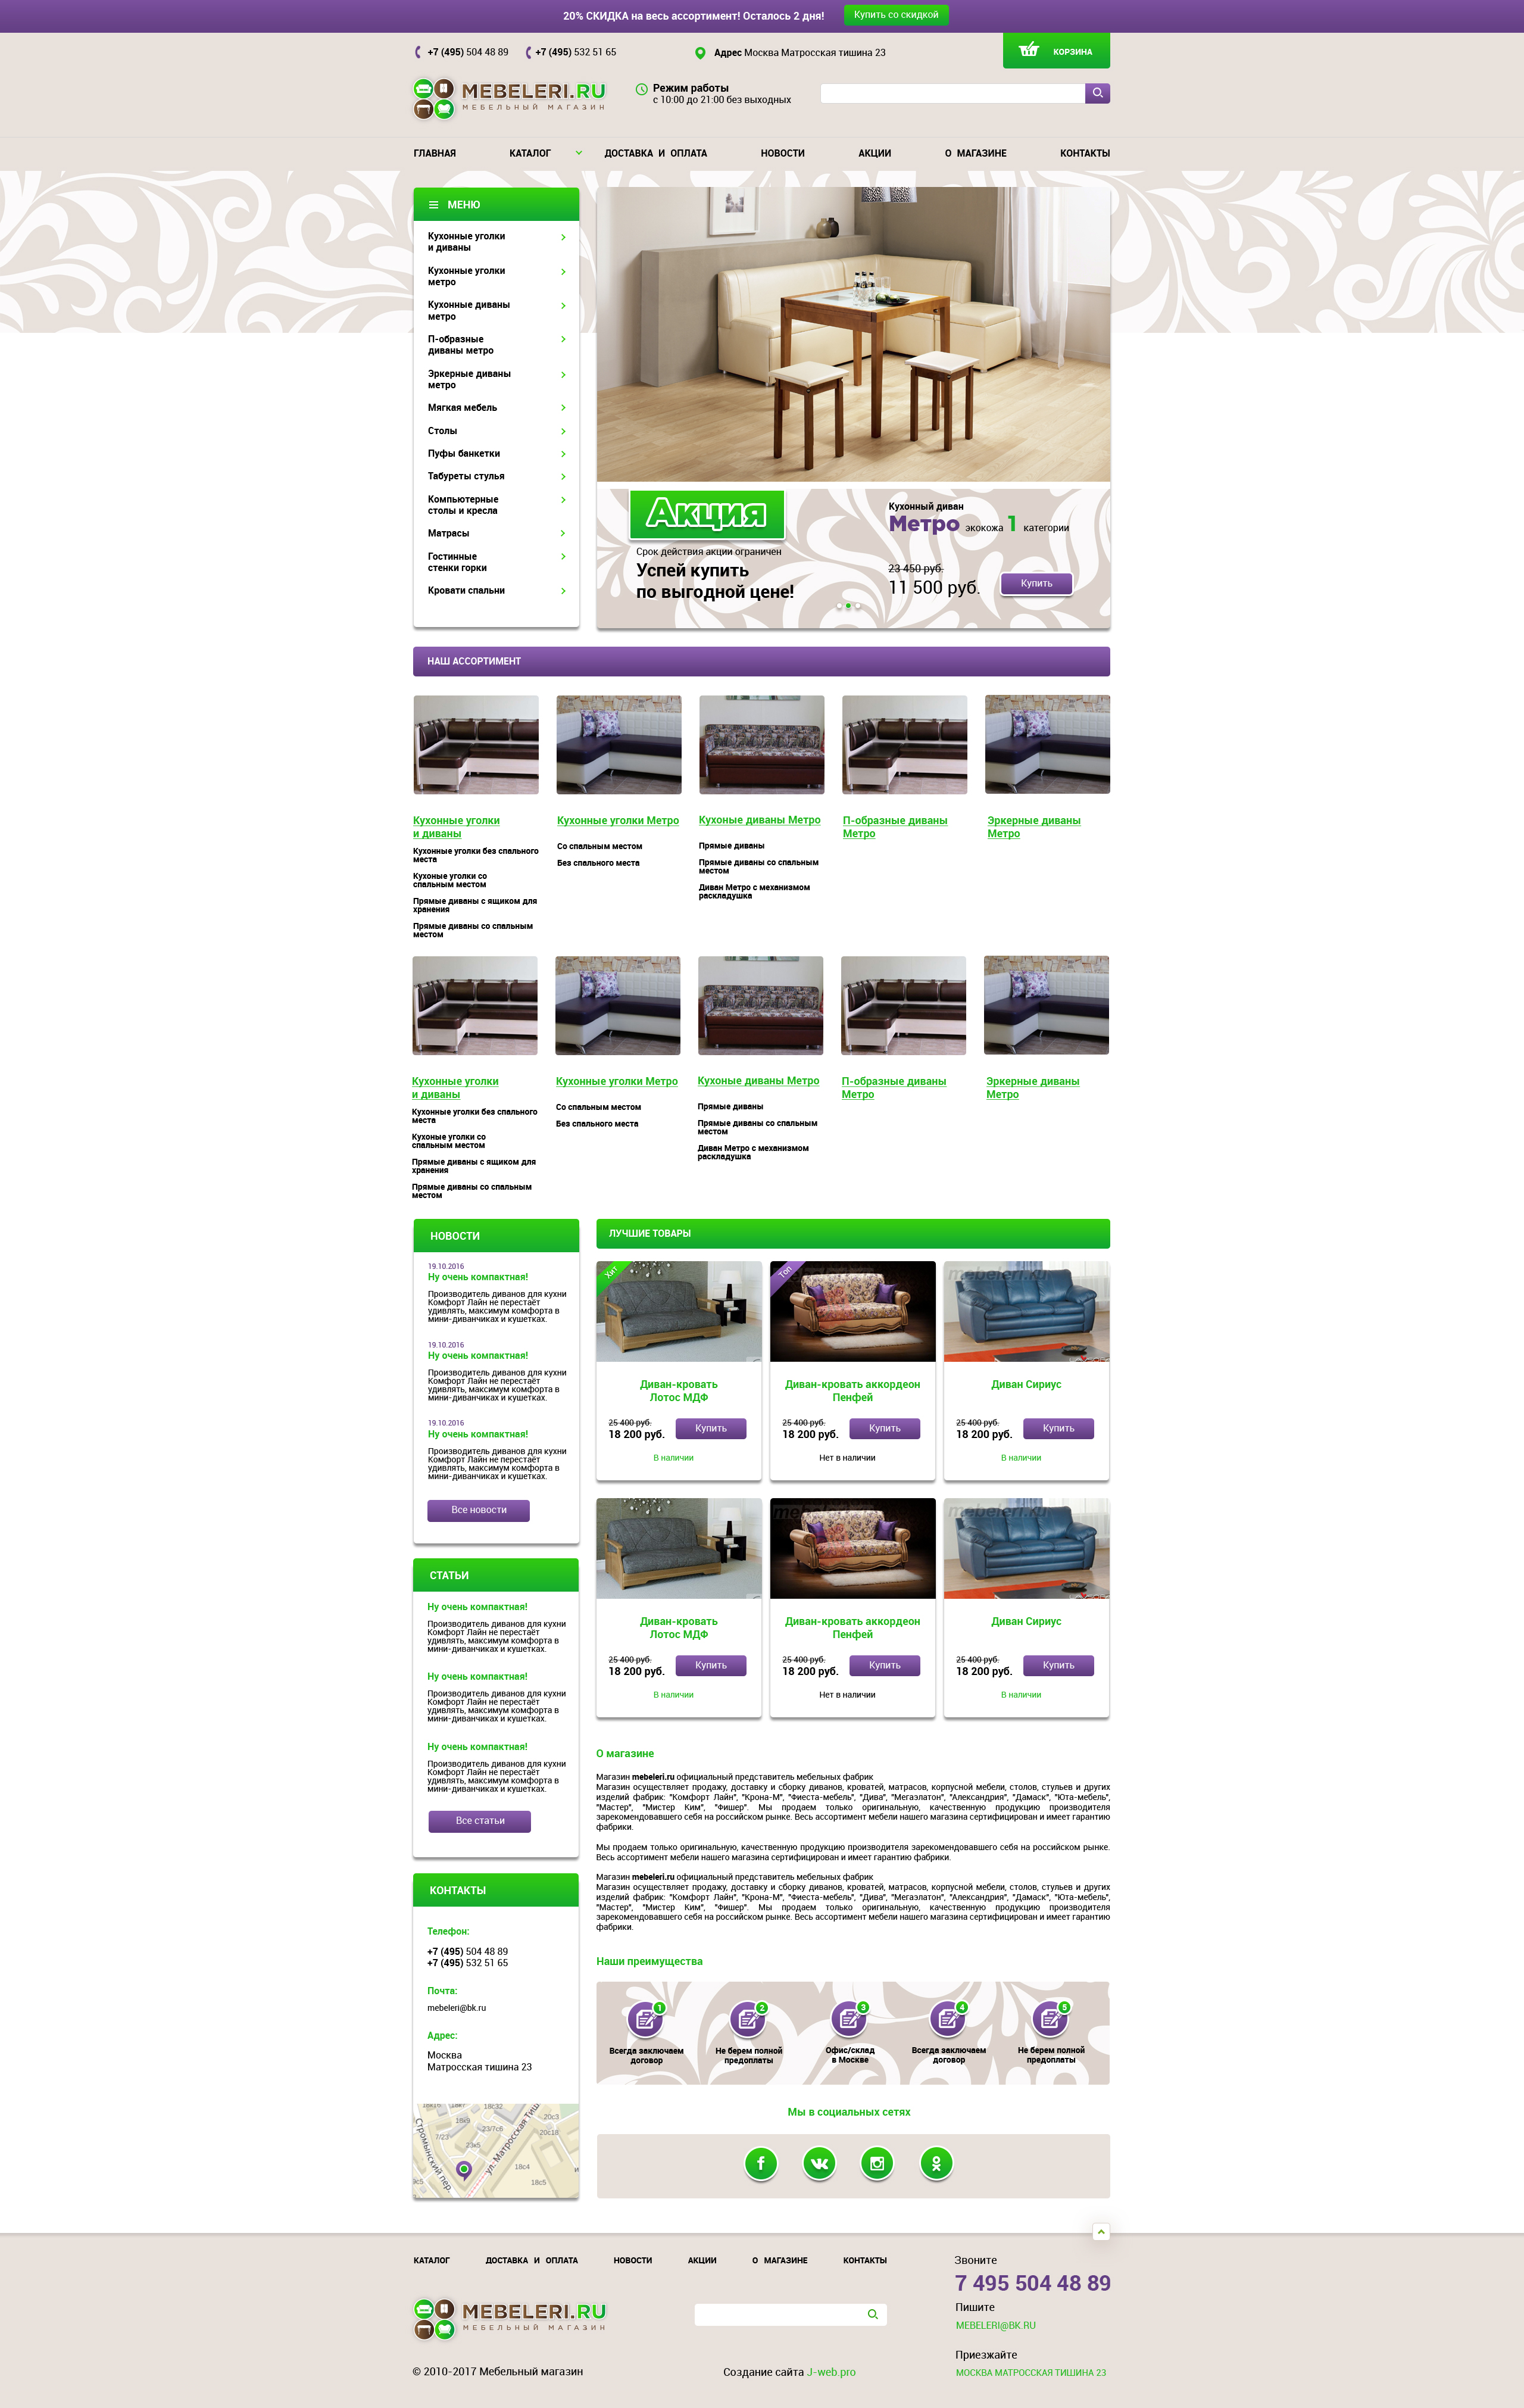 20% СКИДКА на весь ассортимент! Осталось 2 дня!
Купить со скидкой
+7 (495) 504 48 89
+7 (495) 532 51 65
Адрес Москва Матросская тишина 23
КОРЗИНА
MEBELERI.RU
МЕБЕЛЬНЫЙ МАГАЗИН
Режим работы
с 10:00 до 21:00 без выходных
ГЛАВНАЯ
КАТАЛОГ
ДОСТАВКА И ОПЛАТА
НОВОСТИ
АКЦИИ
О МАГАЗИНЕ
КОНТАКТЫ
МЕНЮ
Кухонные уголки
и диваны
Кухонные уголки
метро
Кухонные диваны
метро
П-образные
диваны метро
Эркерные диваны
метро
Мягкая мебель
Столы
Пуфы банкетки
Табуреты стулья
Компьютерные
столы и кресла
Матрасы
Гостинные
стенки горки
Кровати спальни
Акция
Срок действия акции ограничен
Успей купить
по выгодной цене!
Кухонный диван
Метро экокожа 1 категории
23 450 руб.
11 500 руб.
Купить
НАШ АССОРТИМЕНТ
Кухонные уголки
и диваны
Кухонные уголки без спального
места
Кухоные уголки со
спальным местом
Прямые диваны с ящиком для
хранения
Прямые диваны со спальным
местом
Кухонные уголки Метро
Со спальным местом
Без спального места
Кухоные диваны Метро
Прямые диваны
Прямые диваны со спальным
местом
Диван Метро с механизмом
раскладушка
П-образные диваны
Метро
Эркерные диваны
Метро
Кухонные уголки
и диваны
Кухонные уголки без спального
места
Кухоные уголки со
спальным местом
Прямые диваны с ящиком для
хранения
Прямые диваны со спальным
местом
Кухонные уголки Метро
Со спальным местом
Без спального места
Кухоные диваны Метро
Прямые диваны
Прямые диваны со спальным
местом
Диван Метро с механизмом
раскладушка
П-образные диваны
Метро
Эркерные диваны
Метро
НОВОСТИ
19.10.2016
Ну очень компактная!
Производитель диванов для кухни
Комфорт Лайн не перестаёт
удивлять, максимум комфорта в
мини-диванчиках и кушетках.
19.10.2016
Ну очень компактная!
Производитель диванов для кухни
Комфорт Лайн не перестаёт
удивлять, максимум комфорта в
мини-диванчиках и кушетках.
19.10.2016
Ну очень компактная!
Производитель диванов для кухни
Комфорт Лайн не перестаёт
удивлять, максимум комфорта в
мини-диванчиках и кушетках.
Все новости
СТАТЬИ
Ну очень компактная!
Производитель диванов для кухни
Комфорт Лайн не перестаёт
удивлять, максимум комфорта в
мини-диванчиках и кушетках.
Ну очень компактная!
Производитель диванов для кухни
Комфорт Лайн не перестаёт
удивлять, максимум комфорта в
мини-диванчиках и кушетках.
Ну очень компактная!
Производитель диванов для кухни
Комфорт Лайн не перестаёт
удивлять, максимум комфорта в
мини-диванчиках и кушетках.
Все статьи
КОНТАКТЫ
Телефон:
+7 (495) 504 48 89
+7 (495) 532 51 65
Почта:
mebeleri@bk.ru
Адрес:
Москва
Матросская тишина 23
18с32
20с3
18к9
7/23
23/7с6
20с18
23к5
18с4
18с5
Стромынский пер.
ул. Матросская Тиш
ЛУЧШИЕ ТОВАРЫ
Хит
Диван-кровать
Лотос МДФ
25 400 руб.
18 200 руб.
Купить
В наличии
Топ
Диван-кровать аккордеон
Пенфей
25 400 руб.
18 200 руб.
Купить
Нет в наличии
mebeleri.ru
Диван Сириус
25 400 руб.
18 200 руб.
Купить
В наличии
Диван-кровать
Лотос МДФ
25 400 руб.
18 200 руб.
Купить
В наличии
Диван-кровать аккордеон
Пенфей
25 400 руб.
18 200 руб.
Купить
Нет в наличии
mebeleri.ru
Диван Сириус
25 400 руб.
18 200 руб.
Купить
В наличии
О магазине
Магазин mebeleri.ru официальный представитель мебельных фабрик
Магазин осуществляет продажу, доставку и сборку диванов, кроватей, матрасов, корпусной мебели, столов, стульев и других
изделий фабрик: "Комфорт Лайн", "Крона-М", "Фиеста-мебель", "Дива", "Мегаэлатон", "Александрия", "Дамаск", "Юта-мебель",
"Мастер", "Мистер Ким", "Фишер". Мы продаем только оригинальную, качественную продукцию производителя
зарекомендовавшего себя на российском рынке. Весь ассортимент мебели нашего магазина сертифицирован и имеет гарантию
фабрики.
Мы продаем только оригинальную, качественную продукцию производителя зарекомендовавшего себя на российском рынке.
Весь ассортимент мебели нашего магазина сертифицирован и имеет гарантию фабрики.
Магазин mebeleri.ru официальный представитель мебельных фабрик
Магазин осуществляет продажу, доставку и сборку диванов, кроватей, матрасов, корпусной мебели, столов, стульев и других
изделий фабрик: "Комфорт Лайн", "Крона-М", "Фиеста-мебель", "Дива", "Мегаэлатон", "Александрия", "Дамаск", "Юта-мебель",
"Мастер", "Мистер Ким", "Фишер". Мы продаем только оригинальную, качественную продукцию производителя
зарекомендовавшего себя на российском рынке. Весь ассортимент мебели нашего магазина сертифицирован и имеет гарантию
фабрики.
Наши преимущества
1
Всегда заключаем
договор
2
Не берем полной
предоплаты
3
Офис/склад
в Москве
4
Всегда заключаем
договор
5
Не берем полной
предоплаты
Мы в социальных сетях
КАТАЛОГ
ДОСТАВКА И ОПЛАТА
НОВОСТИ
АКЦИИ
О МАГАЗИНЕ
КОНТАКТЫ
MEBELERI.RU
МЕБЕЛЬНЫЙ МАГАЗИН
Звоните
7 495 504 48 89
Пишите
MEBELERI@BK.RU
Приезжайте
МОСКВА МАТРОССКАЯ ТИШИНА 23
© 2010-2017 Мебельный магазин
Создание сайта J-web.pro